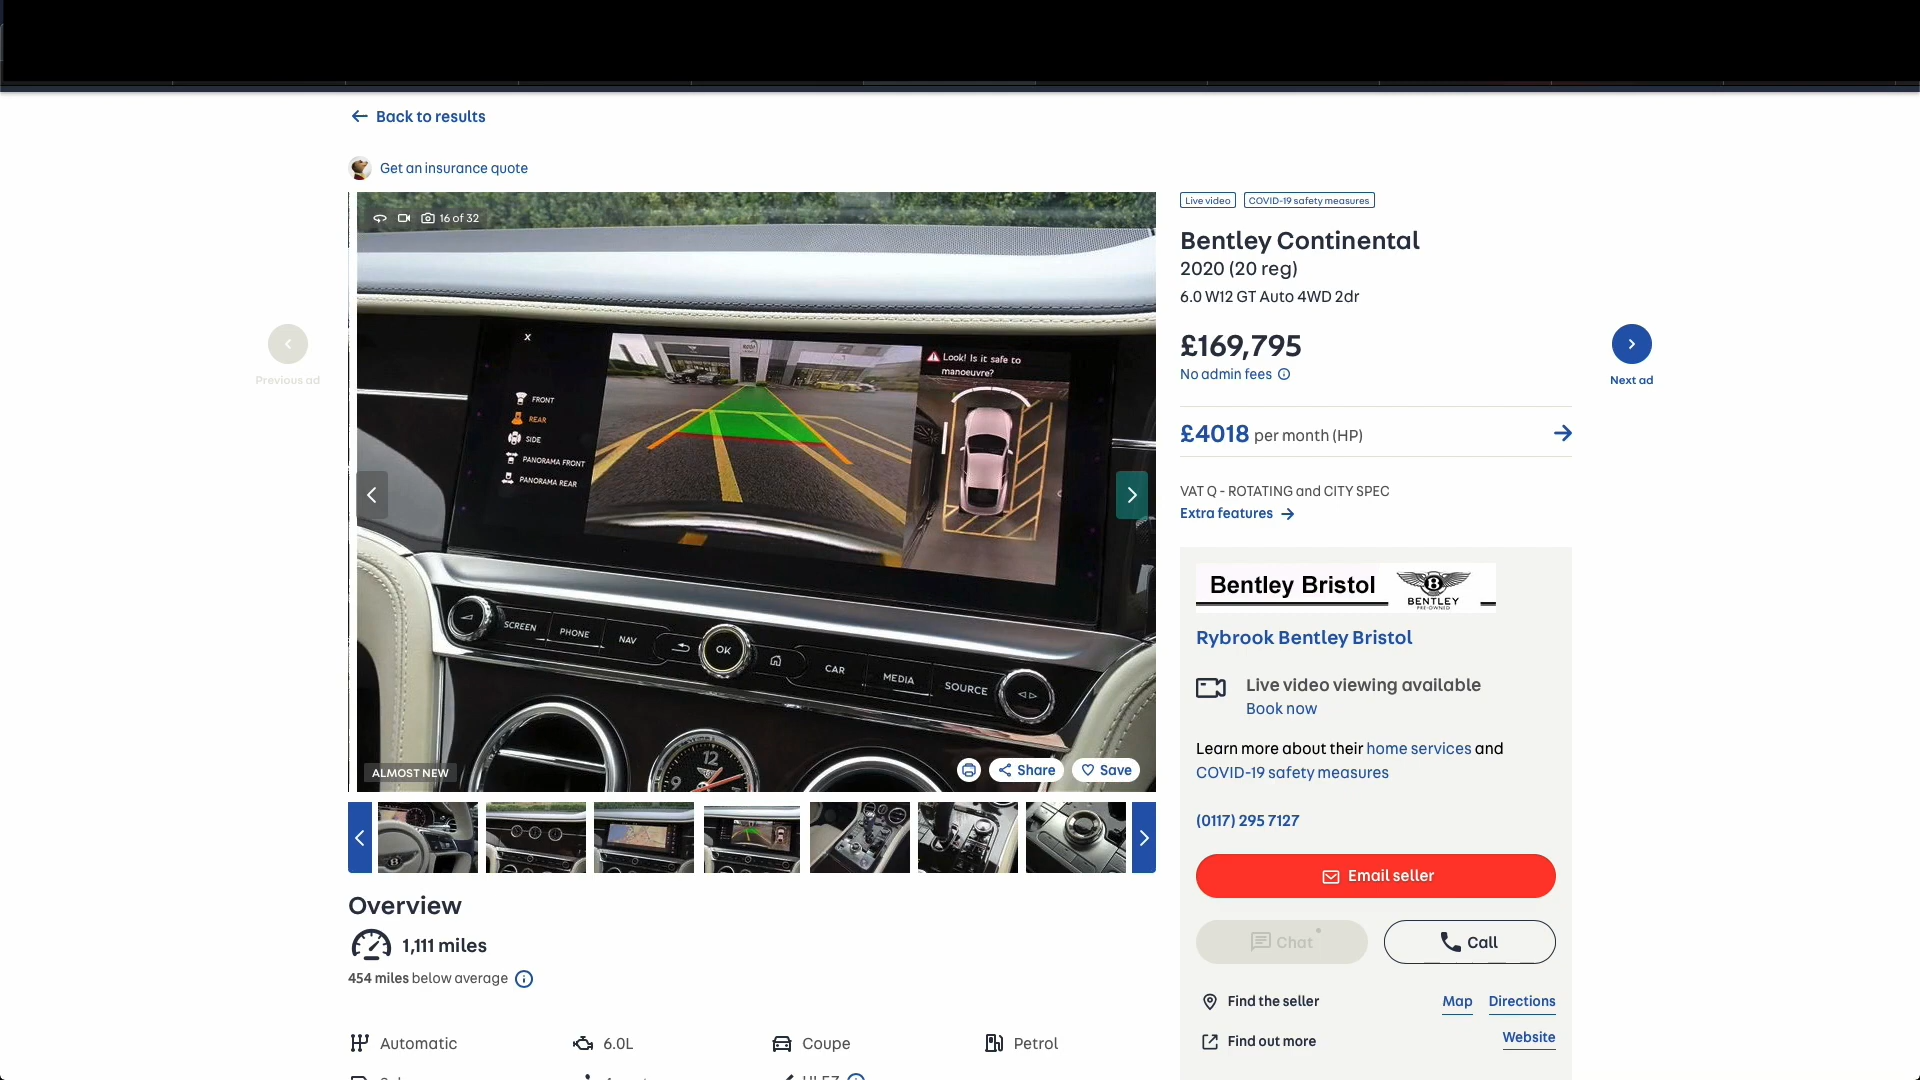 Back to results
Get an insurance quote
16 of 32
x
FRONT
REAR
SIDE
PANORAMA FRONT
PANORAMA REAR
Look! Is it safe to
manoeuvre?
SCREEN
PHONE
NAV
OK
CAR
MEDIA
SOURCE
12
9
ALMOST NEW
Share
Save
Previous ad
Next ad
Live video
COVID-19 safety measures
Bentley Continental
2020 (20 reg)
6.0 W12 GT Auto 4WD 2dr
£169,795
No admin fees
£4018 per month (HP)
VAT Q - ROTATING and CITY SPEC
Extra features
Bentley Bristol
B
BENTLEY
PRE-OWNED
Rybrook Bentley Bristol
Live video viewing available
Book now
Learn more about their home services and
COVID-19 safety measures
(0117) 295 7127
Email seller
Chat
Call
Find the seller
Map
Directions
Find out more
Website
Overview
1,111 miles
454 miles below average
Automatic
6.0L
Coupe
Petrol